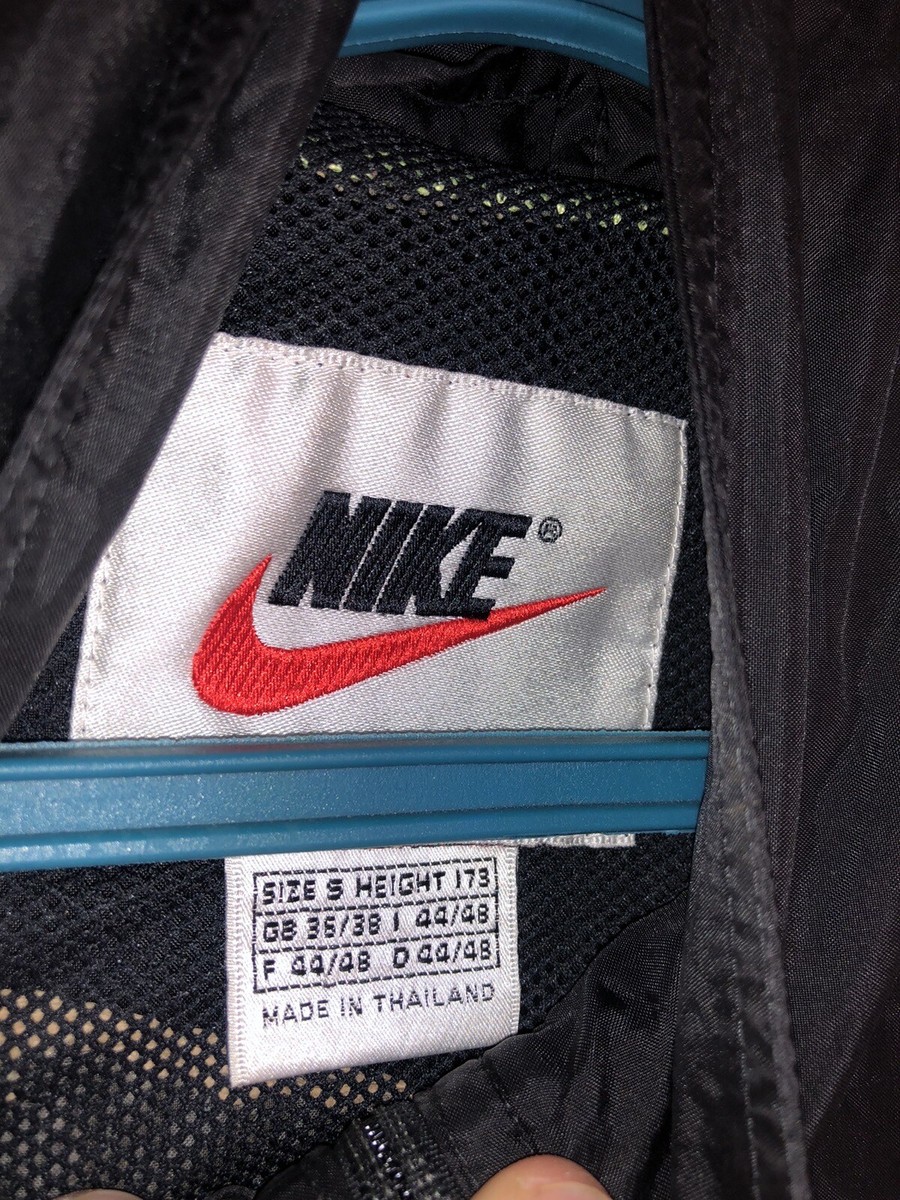 NIKE®
SIZE S HEIGHT 173
GB 36/38 I 44/48
F 44/48 D 44/48
MADE IN THAILAND